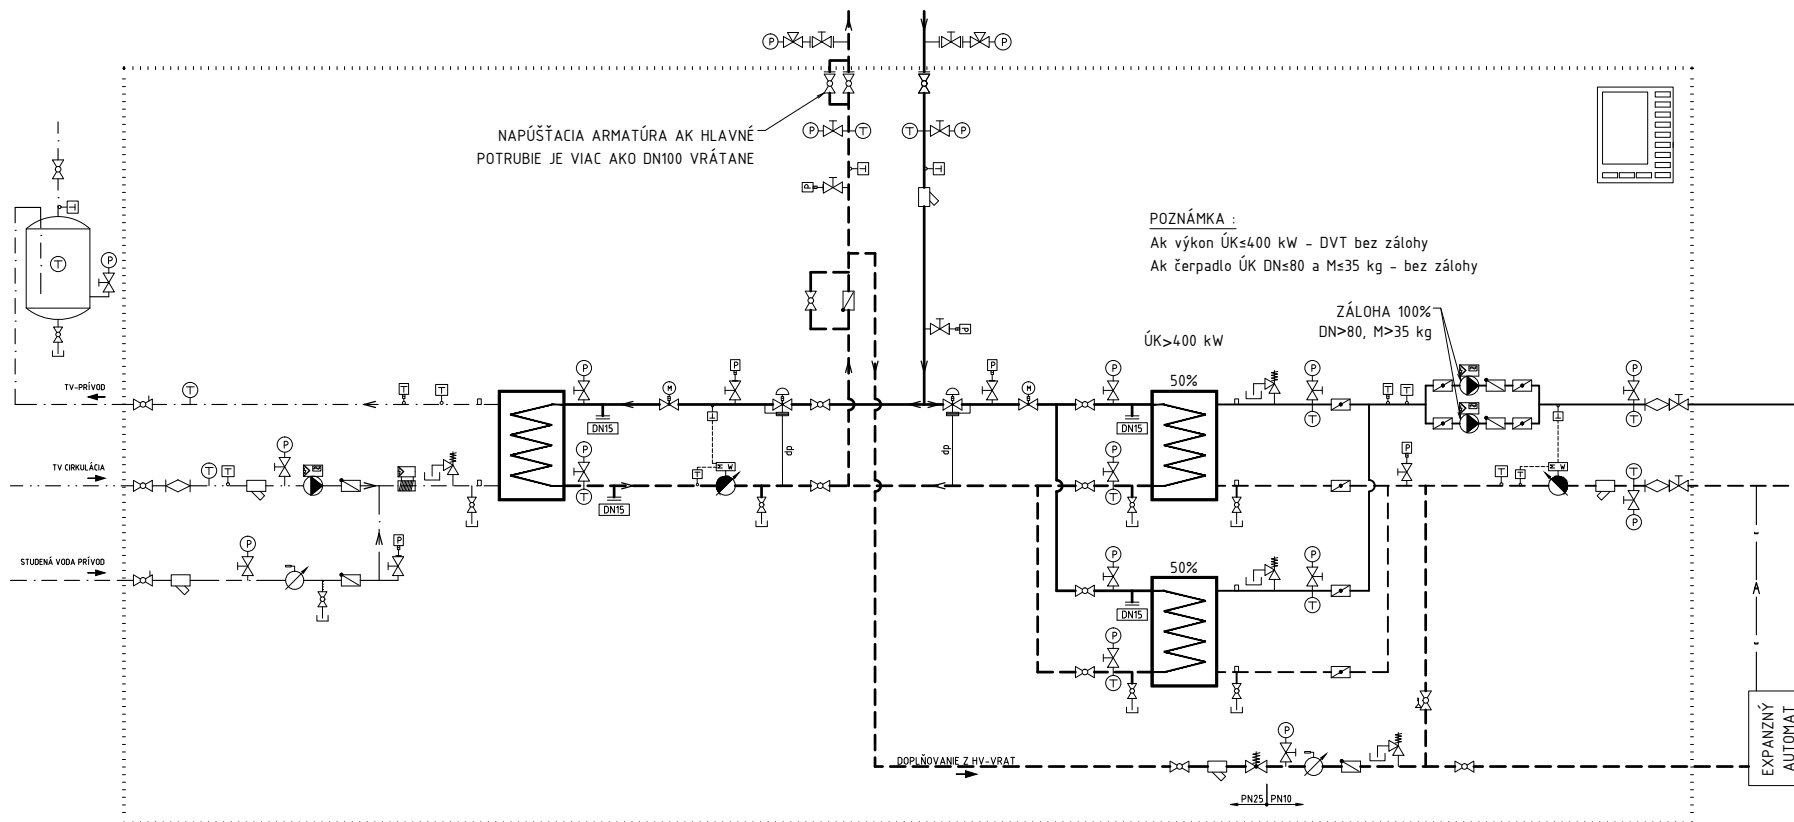 P
P
NAPÚŠŤACIA ARMATÚRA AK HLAVNÉ
POTRUBIE JE VIAC AKO DN100 VRÁTANE
P
T
T
P
T
T
P
T
T
P
POZNÁMKA :
Ak výkon ÚK≤400 kW - DVT bez zálohy
Ak čerpadlo ÚK DN≤80 a M≤35 kg - bez zálohy
ZÁLOHA 100%
DN>80, M>35 kg
ÚK>400 kW
P
TV-PRÍVOD
T
T
T
P
M
P
P
M
P
50%
P
T
T
T
P
T
DN15
DN15
dp
dp
TV CIRKULÁCIA
T
T
P
P
T
T
M W
P
T
P
T
T
M W
T
P
DN15
STUDENÁ VODA PRÍVOD
P
P
P
50%
P
T
DN15
P
T
EXPANZNÝ
AUTOMAT
DOPLŇOVANIE Z HV-VRAT
P
PN25
PN10